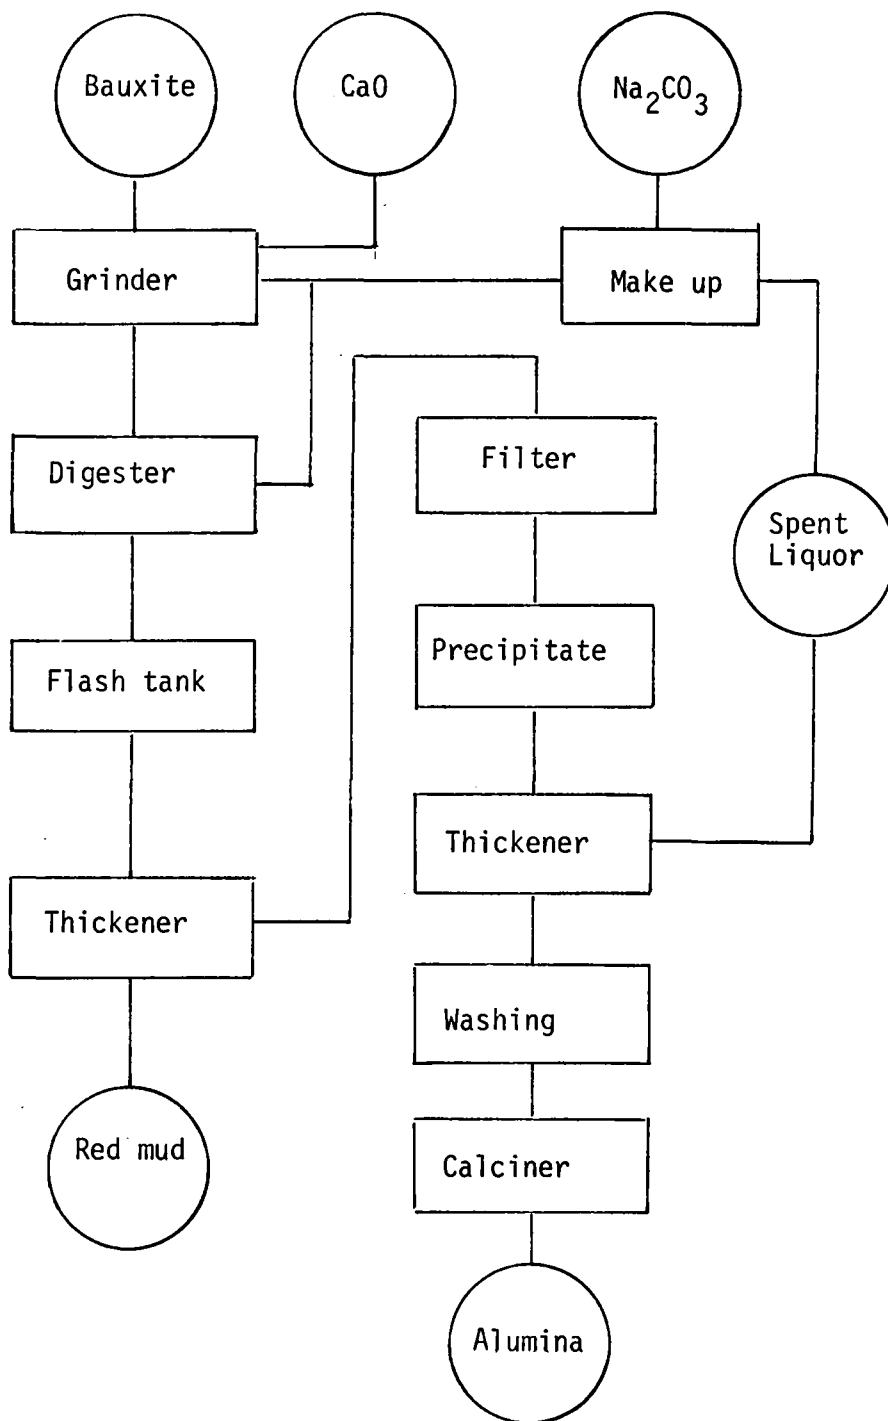 Bauxite
CaO
Na2CO3
Grinder
Make up
Digester
Filter
Spent
Liquor
Flash tank
Precipitate
Thickener
Thickener
Washing
Red mud
Calciner
Alumina